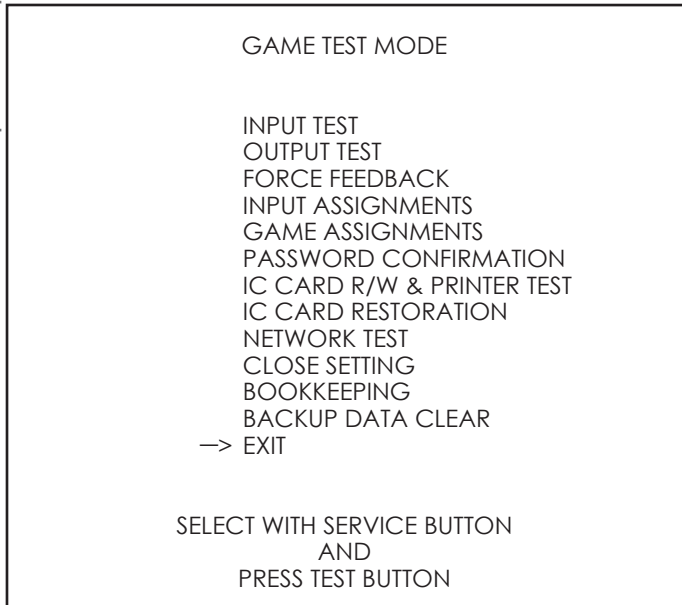 GAME TEST MODE
INPUT TEST
OUTPUT TEST
FORCE FEEDBACK
INPUT ASSIGNMENTS
GAME ASSIGNMENTS
PASSWORD CONFIRMATION
IC CARD R/W & PRINTER TEST
IC CARD RESTORATION
NETWORK TEST
CLOSE SETTING
BOOKKEEPING
BACKUP DATA CLEAR
—> EXIT
SELECT WITH SERVICE BUTTON
AND
PRESS TEST BUTTON